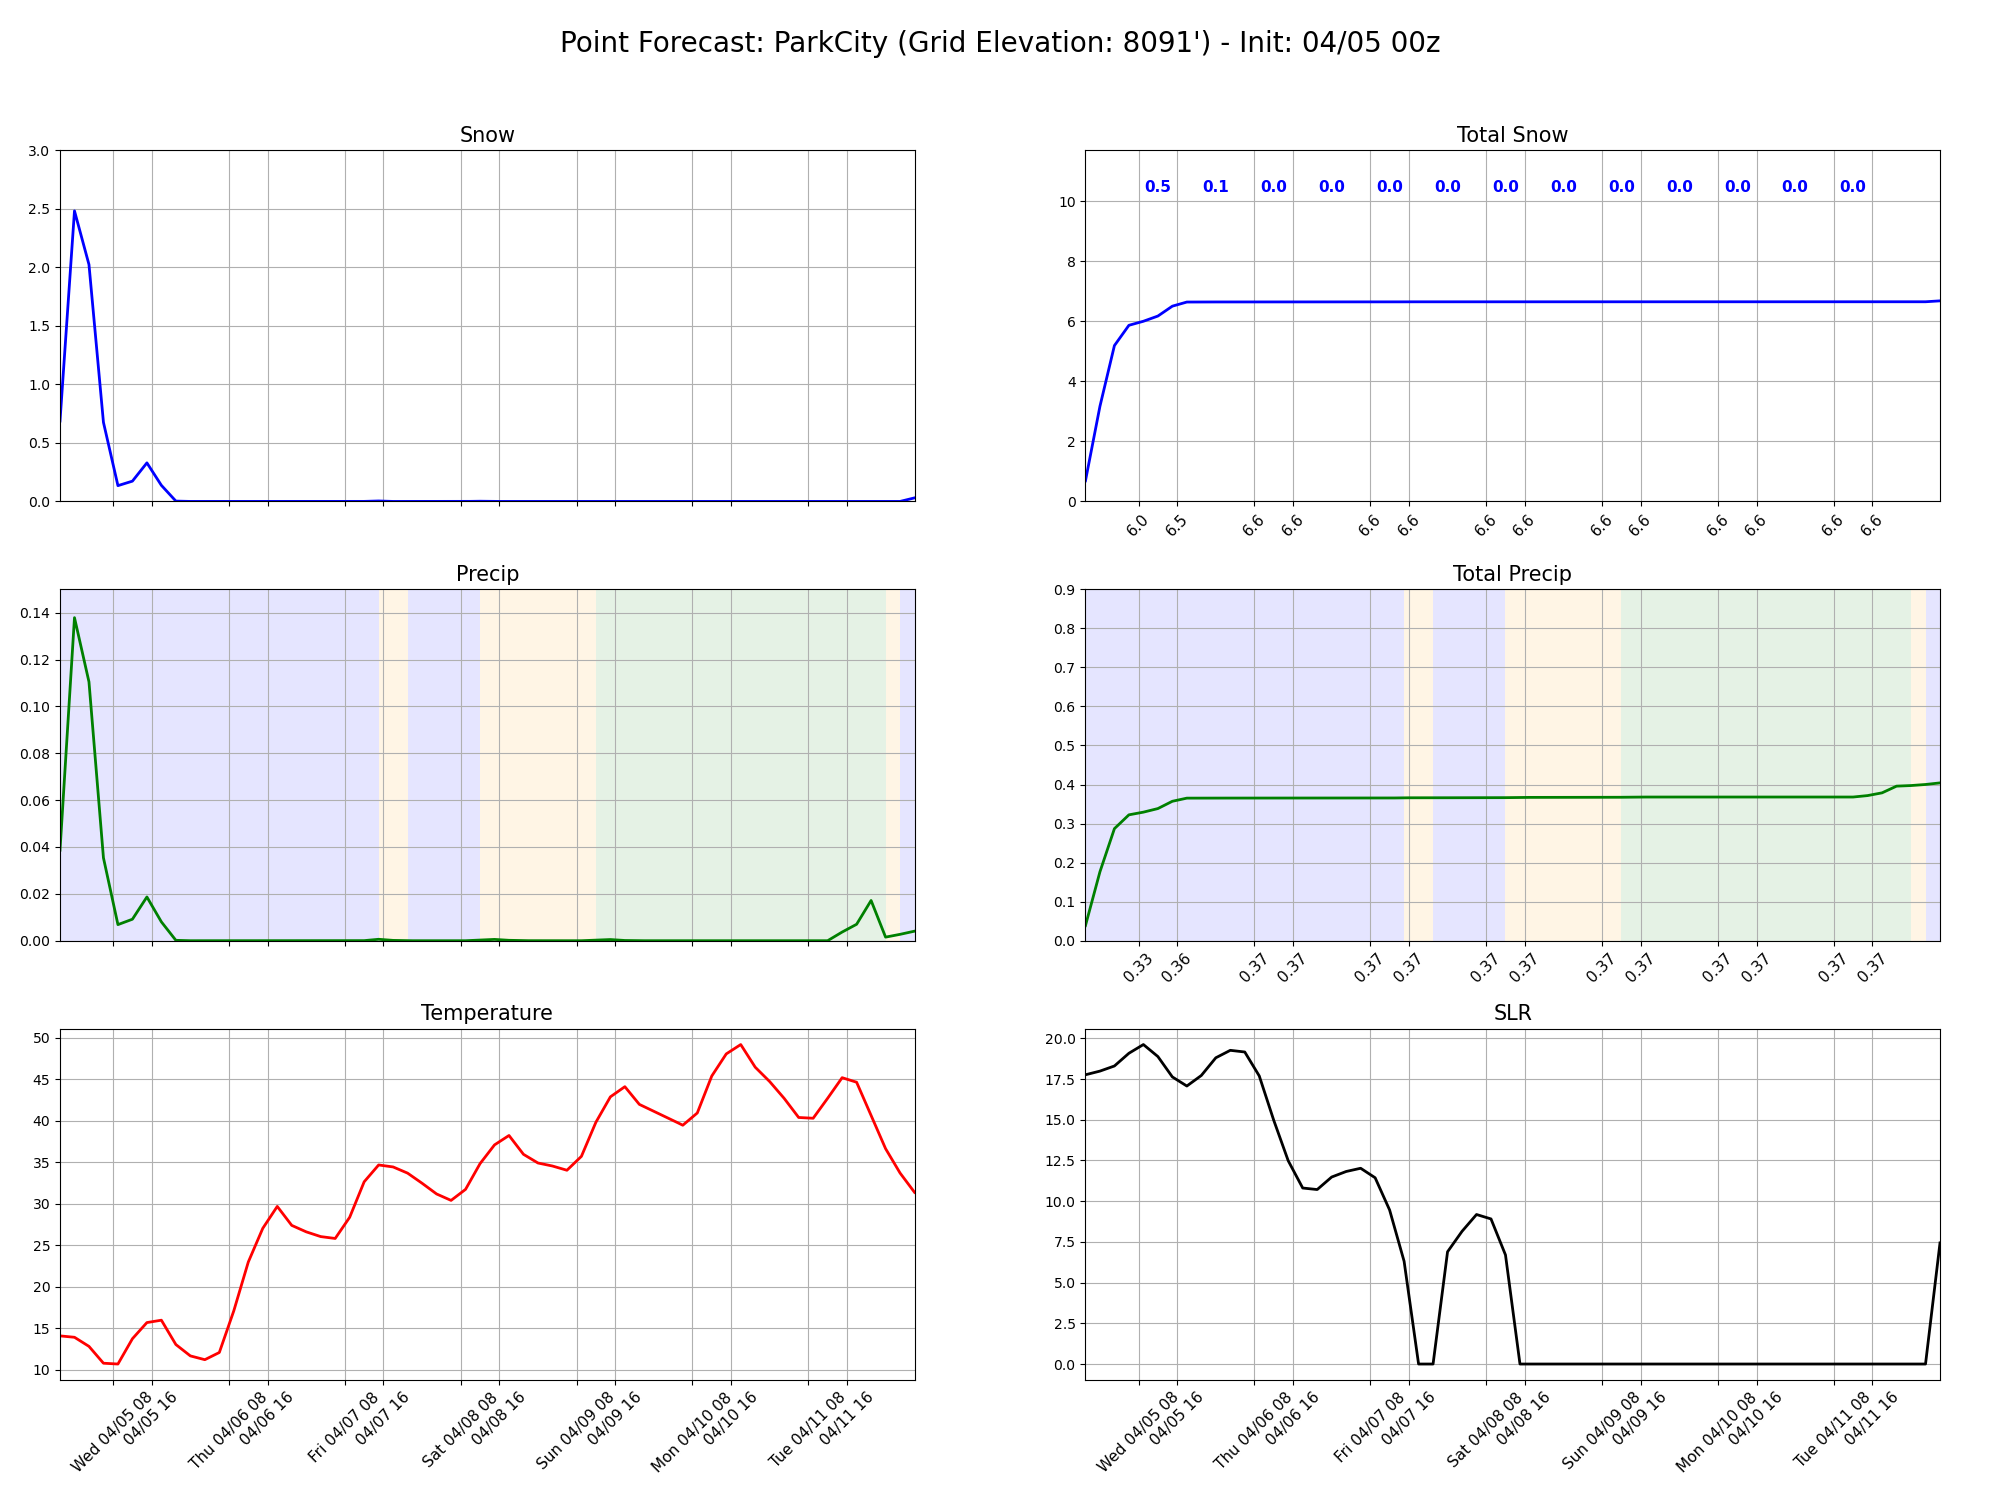 Point Forecast: ParkCity (Grid Elevation: 8091') - Init: 04/05 00z
Snow
3.0
2.5
2.0
1.5
1.0
0.5
0.0
Total Snow
0.5 0.1 0.0 0.0 0.0 0.0 0.0 0.0 0.0 0.0 0.0 0.0 0.0
10
8
6
4
2
0
6.0 6.5 6.6 6.6 6.6 6.6 6.6 6.6 6.6 6.6 6.6 6.6 6.6 6.6
Precip
0.14
0.12
0.10
0.08
0.06
0.04
0.02
0.00
Total Precip
0.9
0.8
0.7
0.6
0.5
0.4
0.3
0.2
0.1
0.0
0.33 0.36 0.37 0.37 0.37 0.37 0.37 0.37 0.37 0.37 0.37 0.37 0.37 0.37
Temperature
50
45
40
35
30
25
20
15
10
Wed 04/05 08
04/05 16
Thu 04/06 08
04/06 16
Fri 04/07 08
04/07 16
Sat 04/08 08
04/08 16
Sun 04/09 08
04/09 16
Mon 04/10 08
04/10 16
Tue 04/11 08
04/11 16
SLR
20.0
17.5
15.0
12.5
10.0
7.5
5.0
2.5
0.0
Wed 04/05 08
04/05 16
Thu 04/06 08
04/06 16
Fri 04/07 08
04/07 16
Sat 04/08 08
04/08 16
Sun 04/09 08
04/09 16
Mon 04/10 08
04/10 16
Tue 04/11 08
04/11 16